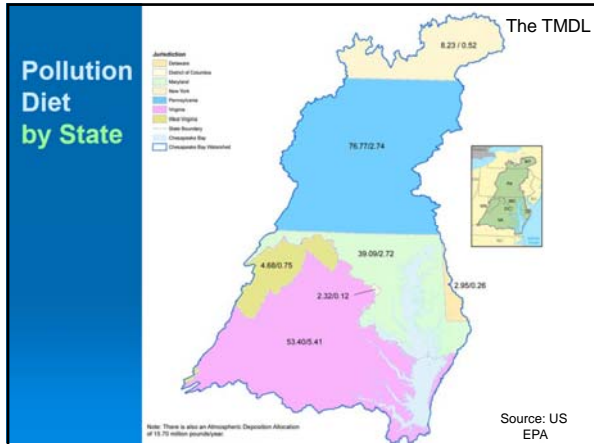 Pollution
Diet
by State
The TMDL
Jurisdiction
Delaware
District of Columbia
Maryland
New York
Pennsylvania
Virginia
West Virginia
State Boundary
Chesapeake Bay
Chesapeake Bay Watershed
8.23 / 0.52
76.77/2.74
39.09/2.72
4.68/0.75
2.95/0.26
2.32/0.12
53.40/5.41
Note: There is also an Atmospheric Deposition Allocation
of 15.70 million pounds/year.
Source: US
EPA